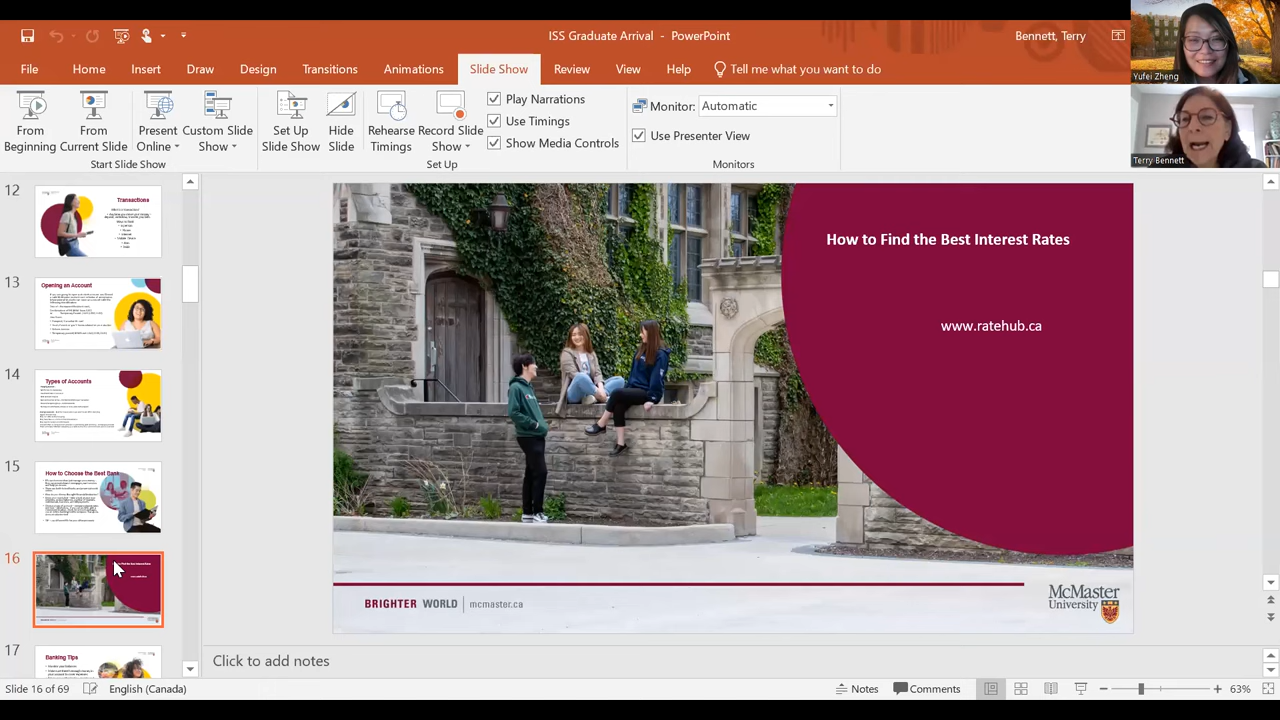 ISS Graduate Arrival - PowerPoint
Bennett, Terry
File
Home
Insert
Draw
Design
Transitions
Animations
Slide Show
Review
View
Help
Tell me what you want to do
From
Beginning
From
Current Slide
Present
Online
Custom Slide
Show
Start Slide Show
Set Up
Slide Show
Hide
Slide
Rehearse
Timings
Record Slide
Show
Play Narrations
Use Timings
Show Media Controls
Set Up
Monitor:
Automatic
Use Presenter View
Monitors
Yufei Zheng
Terry Bennett
12
Transactions
13
Opening an Account
14
Types of Accounts
15
How to Choose the Best Bank
16
17
Banking Tips
How to Find the Best Interest Rates
www.ratehub.ca
BRIGHTER WORLD
mcmaster.ca
McMaster
University
Click to add notes
Slide 16 of 69
English (Canada)
Notes
Comments
63%